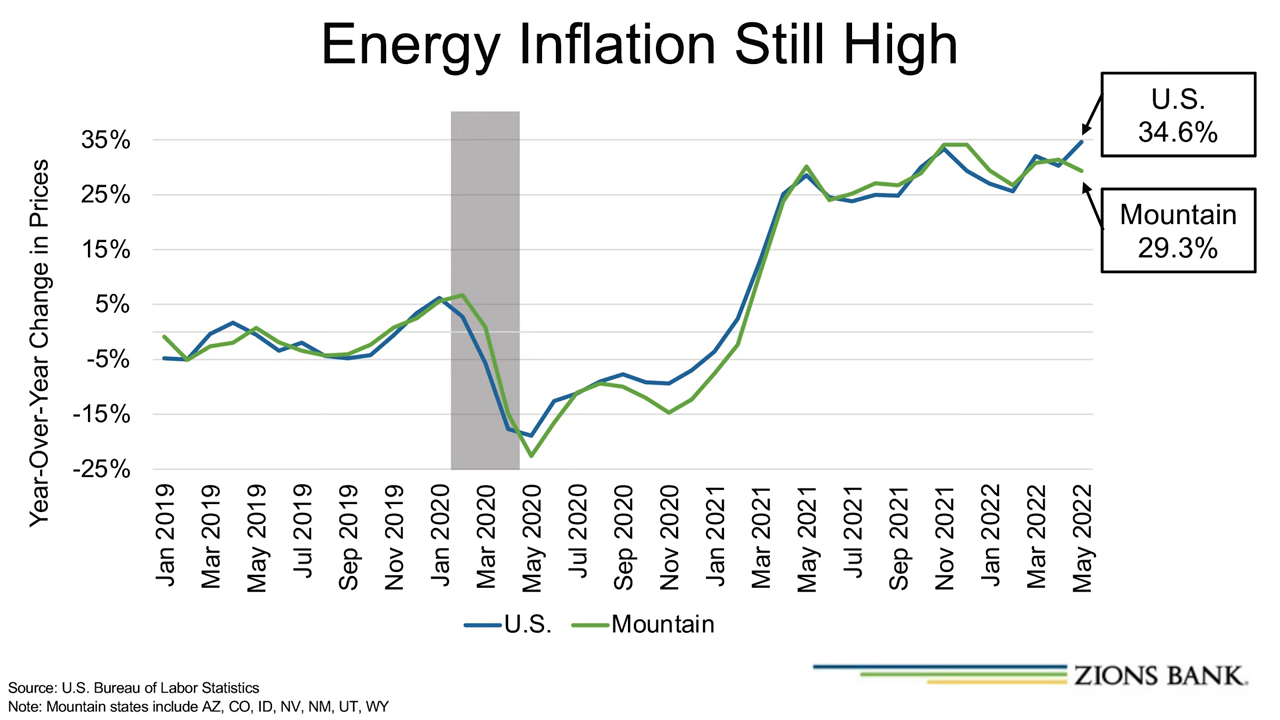 Energy Inflation Still High
U.S.
34.6%
Mountain
29.3%
Year-Over-Year Change in Prices
35%
25%
15%
5%
-5%
-15%
-25%
Jan 2019
Mar 2019
May 2019
Jul 2019
Sep 2019
Nov 2019
Jan 2020
Mar 2020
May 2020
Jul 2020
Sep 2020
Nov 2020
Jan 2021
Mar 2021
May 2021
Jul 2021
Sep 2021
Nov 2021
Jan 2022
Mar 2022
May 2022
U.S.
Mountain
ZIONS BANK.
Source: U.S. Bureau of Labor Statistics
Note: Mountain states include AZ, CO, ID, NV, NM, UT, WY